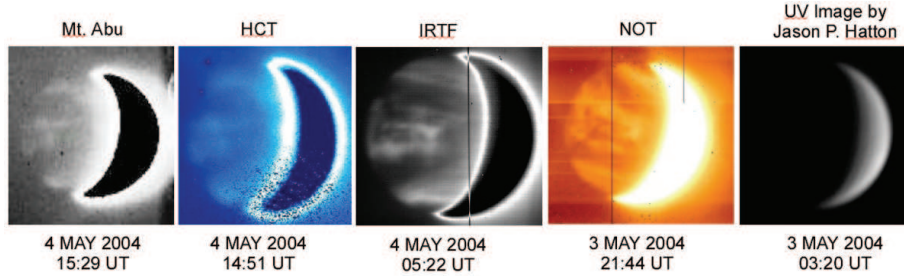 Mt. Abu
HCT
IRTF
NOT
UV Image by
Jason P. Hatton
4 MAY 2004
15:29 UT
4 MAY 2004
14:51 UT
4 MAY 2004
05:22 UT
3 MAY 2004
21:44 UT
3 MAY 2004
03:20 UT